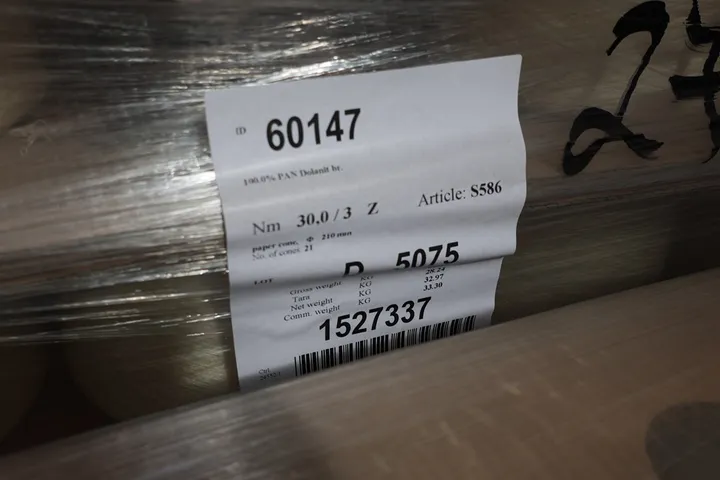 ID 60147
100.0% PAN Dolanit br.
Nm 30,0 / 3 Z Article: S586
paper cone, Φ 210 mm
No. of cones 21
LOT D 5075
Gross weight KG
Tara KG 32.97
Net weight KG 33.30
Comm. weight KG
1527337